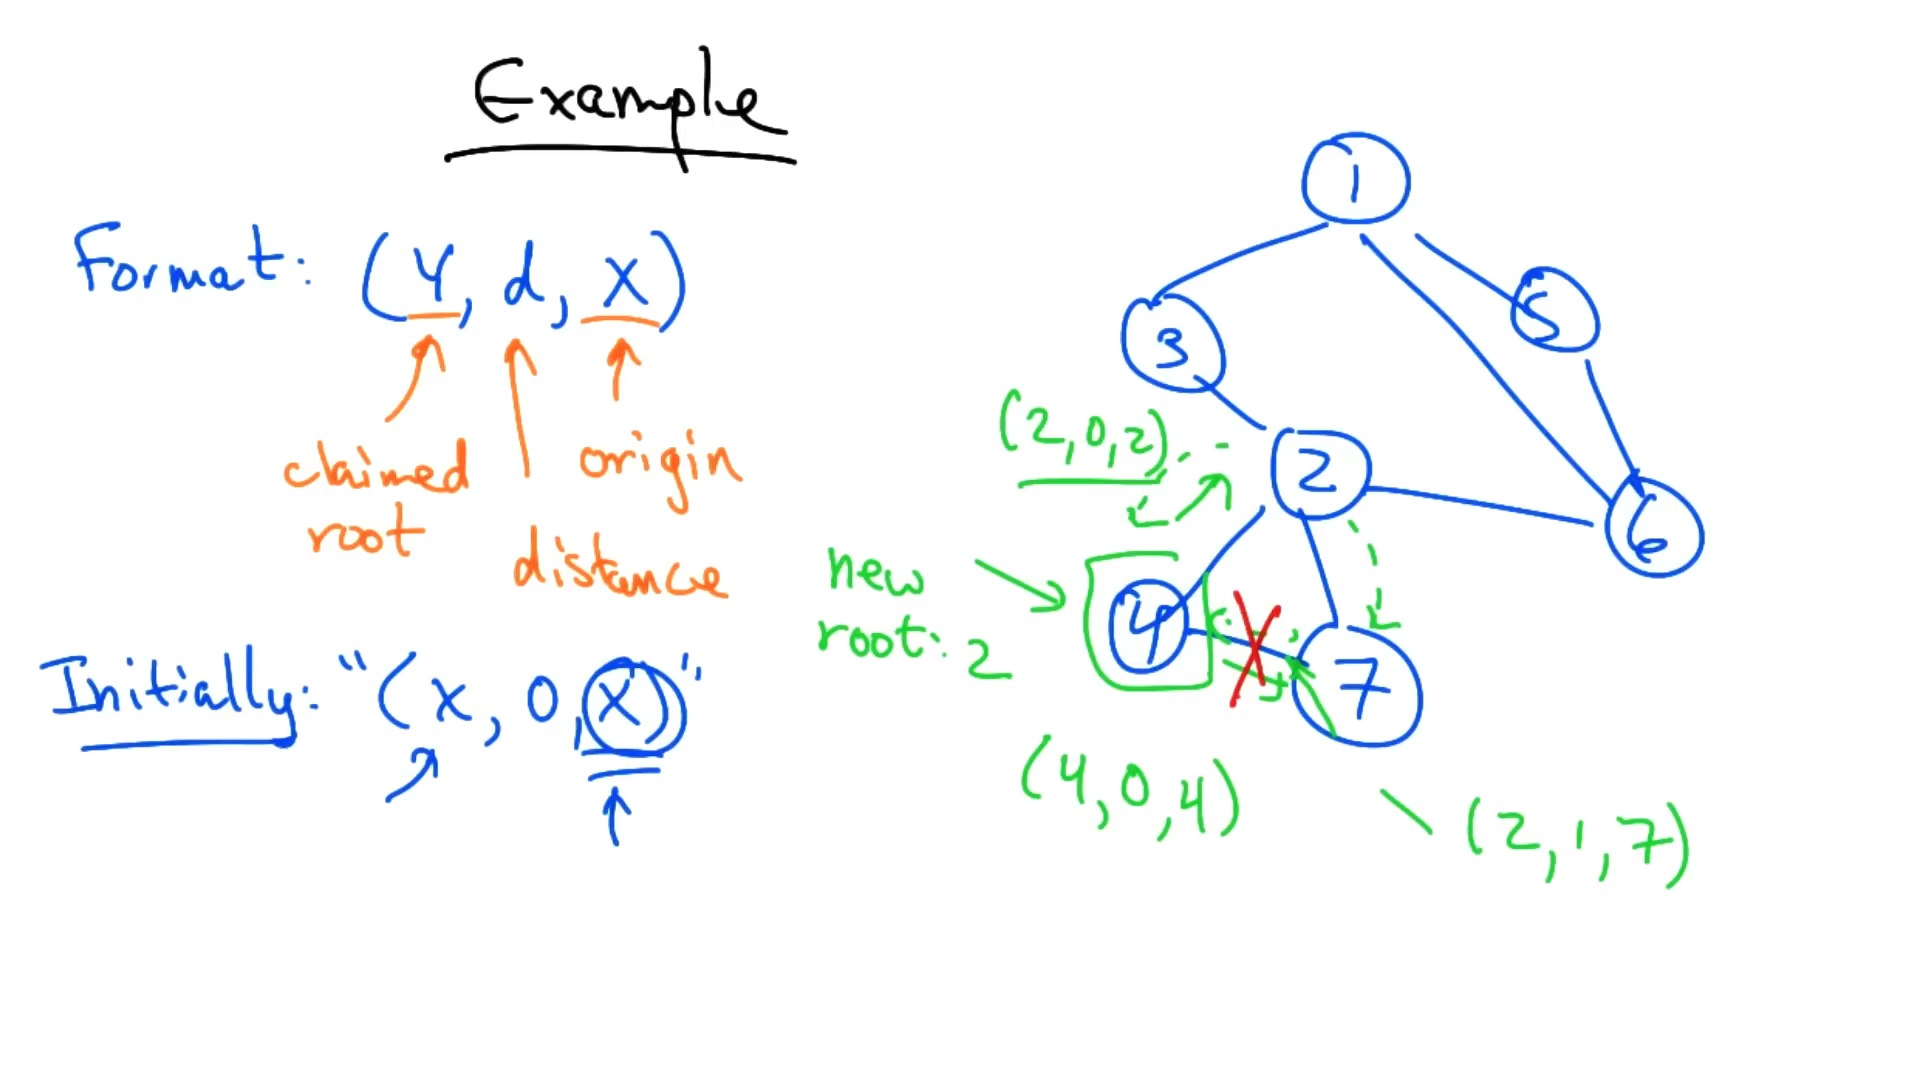 Example
Format: (Y, d, X)
claimed
root
origin
distance
Initially: "(x, 0, x)"
1
3
5
(2,0,2)
2
6
new
root: 2
4
7
(4,0,4)
(2,1,7)